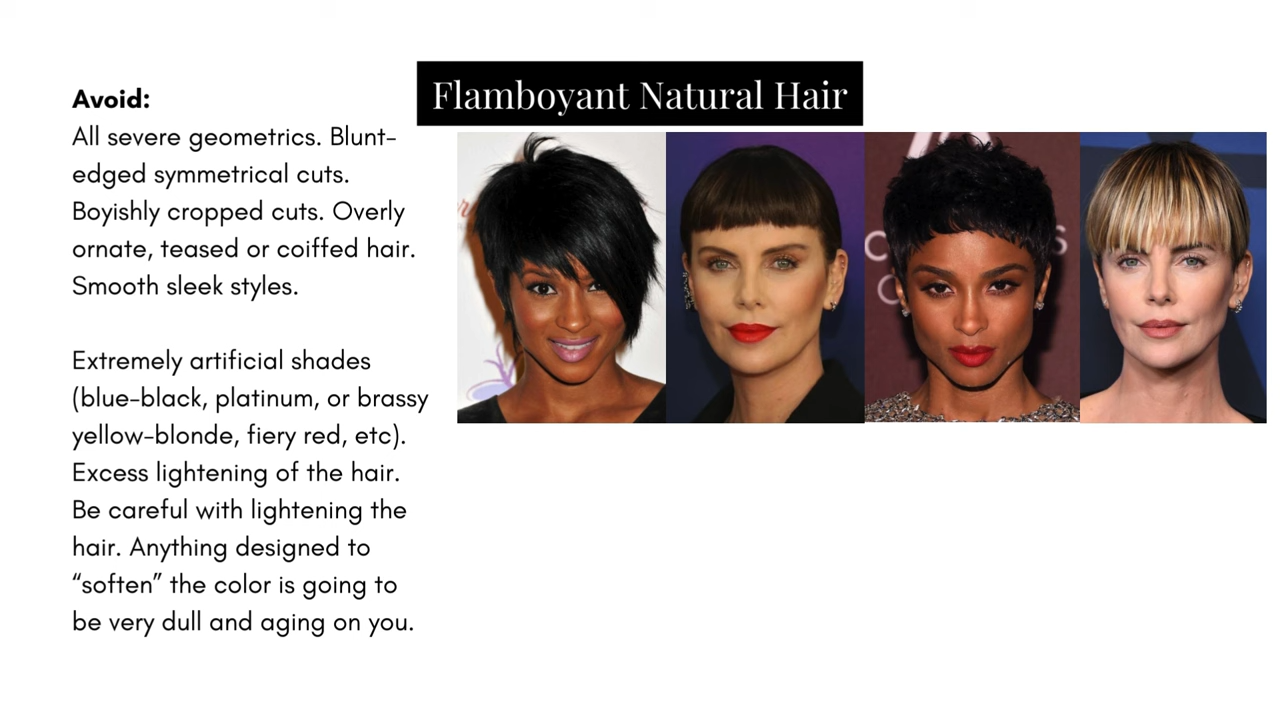 Flamboyant Natural Hair
Avoid:
All severe geometrics. Blunt-
edged symmetrical cuts.
Boyishly cropped cuts. Overly
ornate, teased or coiffed hair.
Smooth sleek styles.
Extremely artificial shades
(blue-black, platinum, or brassy
yellow-blonde, fiery red, etc).
Excess lightening of the hair.
Be careful with lightening the
hair. Anything designed to
“soften” the color is going to
be very dull and aging on you.